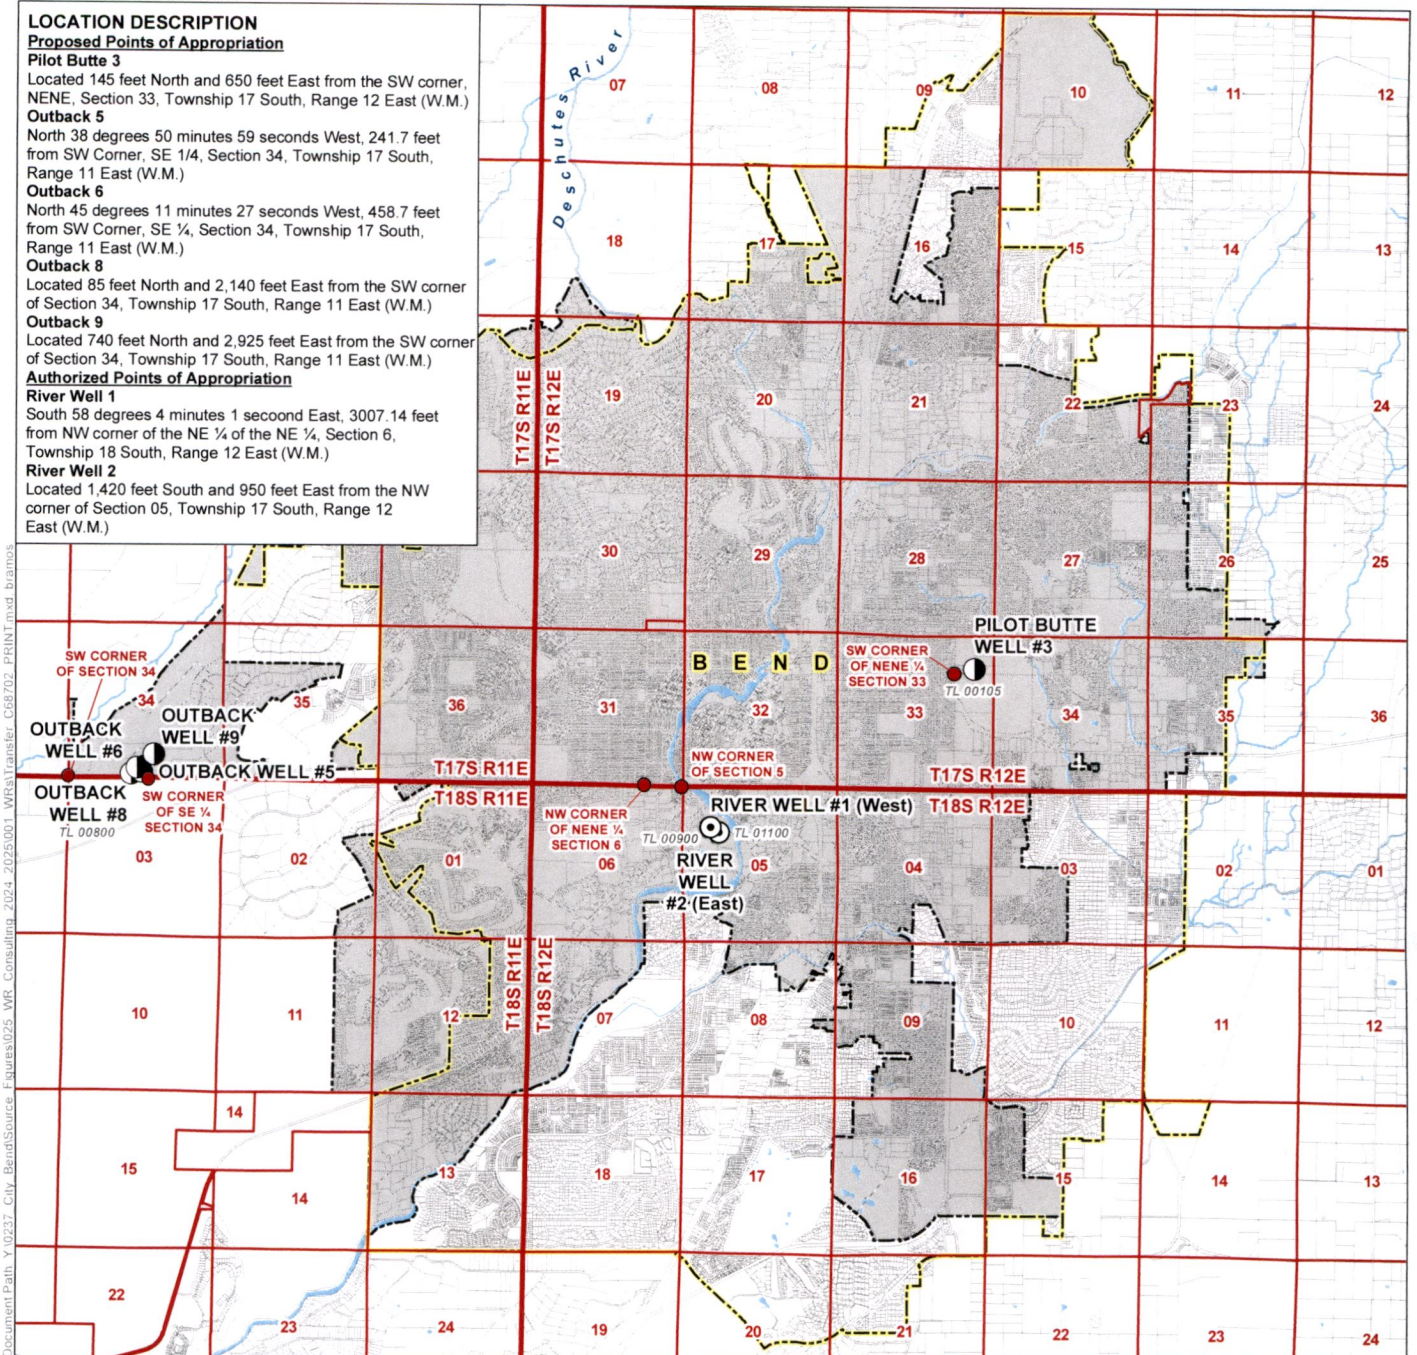 LOCATION DESCRIPTION
Proposed Points of Appropriation
Pilot Butte 3
Located 145 feet North and 650 feet East from the SW corner,
NENE, Section 33, Township 17 South, Range 12 East (W.M.)
Outback 5
North 38 degrees 50 minutes 59 seconds West, 241.7 feet
from SW Corner, SE 1/4, Section 34, Township 17 South,
Range 11 East (W.M.)
Outback 6
North 45 degrees 11 minutes 27 seconds West, 458.7 feet
from SW Corner, SE ¼, Section 34, Township 17 South,
Range 11 East (W.M.)
Outback 8
Located 85 feet North and 2,140 feet East from the SW corner
of Section 34, Township 17 South, Range 11 East (W.M.)
Outback 9
Located 740 feet North and 2,925 feet East from the SW corner
of Section 34, Township 17 South, Range 11 East (W.M.)
Authorized Points of Appropriation
River Well 1
South 58 degrees 4 minutes 1 secoond East, 3007.14 feet
from NW corner of the NE ¼ of the NE ¼, Section 6,
Township 18 South, Range 12 East (W.M.)
River Well 2
Located 1,420 feet South and 950 feet East from the NW
corner of Section 05, Township 17 South, Range 12
East (W.M.)
Deschutes River
07 08 09 10 11 12
18 17 16 15 14 13
T17S R11E T17S R12E
19 20 21 22 23 24
30 29 28 27 26 25
PILOT BUTTE
WELL #3
SW CORNER
OF NENE ¼
SECTION 33
TL 00105
B E N D
SW CORNER
OF SECTION 34
34 35 36 31 32 33 34 35 36
OUTBACK
WELL #6
OUTBACK
WELL #9
OUTBACK WELL #5
OUTBACK
WELL #8
TL 00800
SW CORNER
OF SE ¼
SECTION 34
T17S R11E
T18S R11E
NW CORNER
OF SECTION 5
T17S R12E
T18S R12E
NW CORNER
OF NENE ¼
SECTION 6
RIVER WELL #1 (West)
TL 00900
TL 01100
RIVER
WELL
#2 (East)
03 02 01 06 05 04 03 02 01
T18S R11E T18S R12E
10 11 12 07 08 09 10 11 12
14
15 14 13 18 17 16 15 14 13
22 23 24 19 20 21 22 23 24
Document Path Y:\0237_City_Bend\Source_Figures\025_WR_Consulting_2024_2025\001_WRs\Transfer_C68702_PRINT.mxd bramos